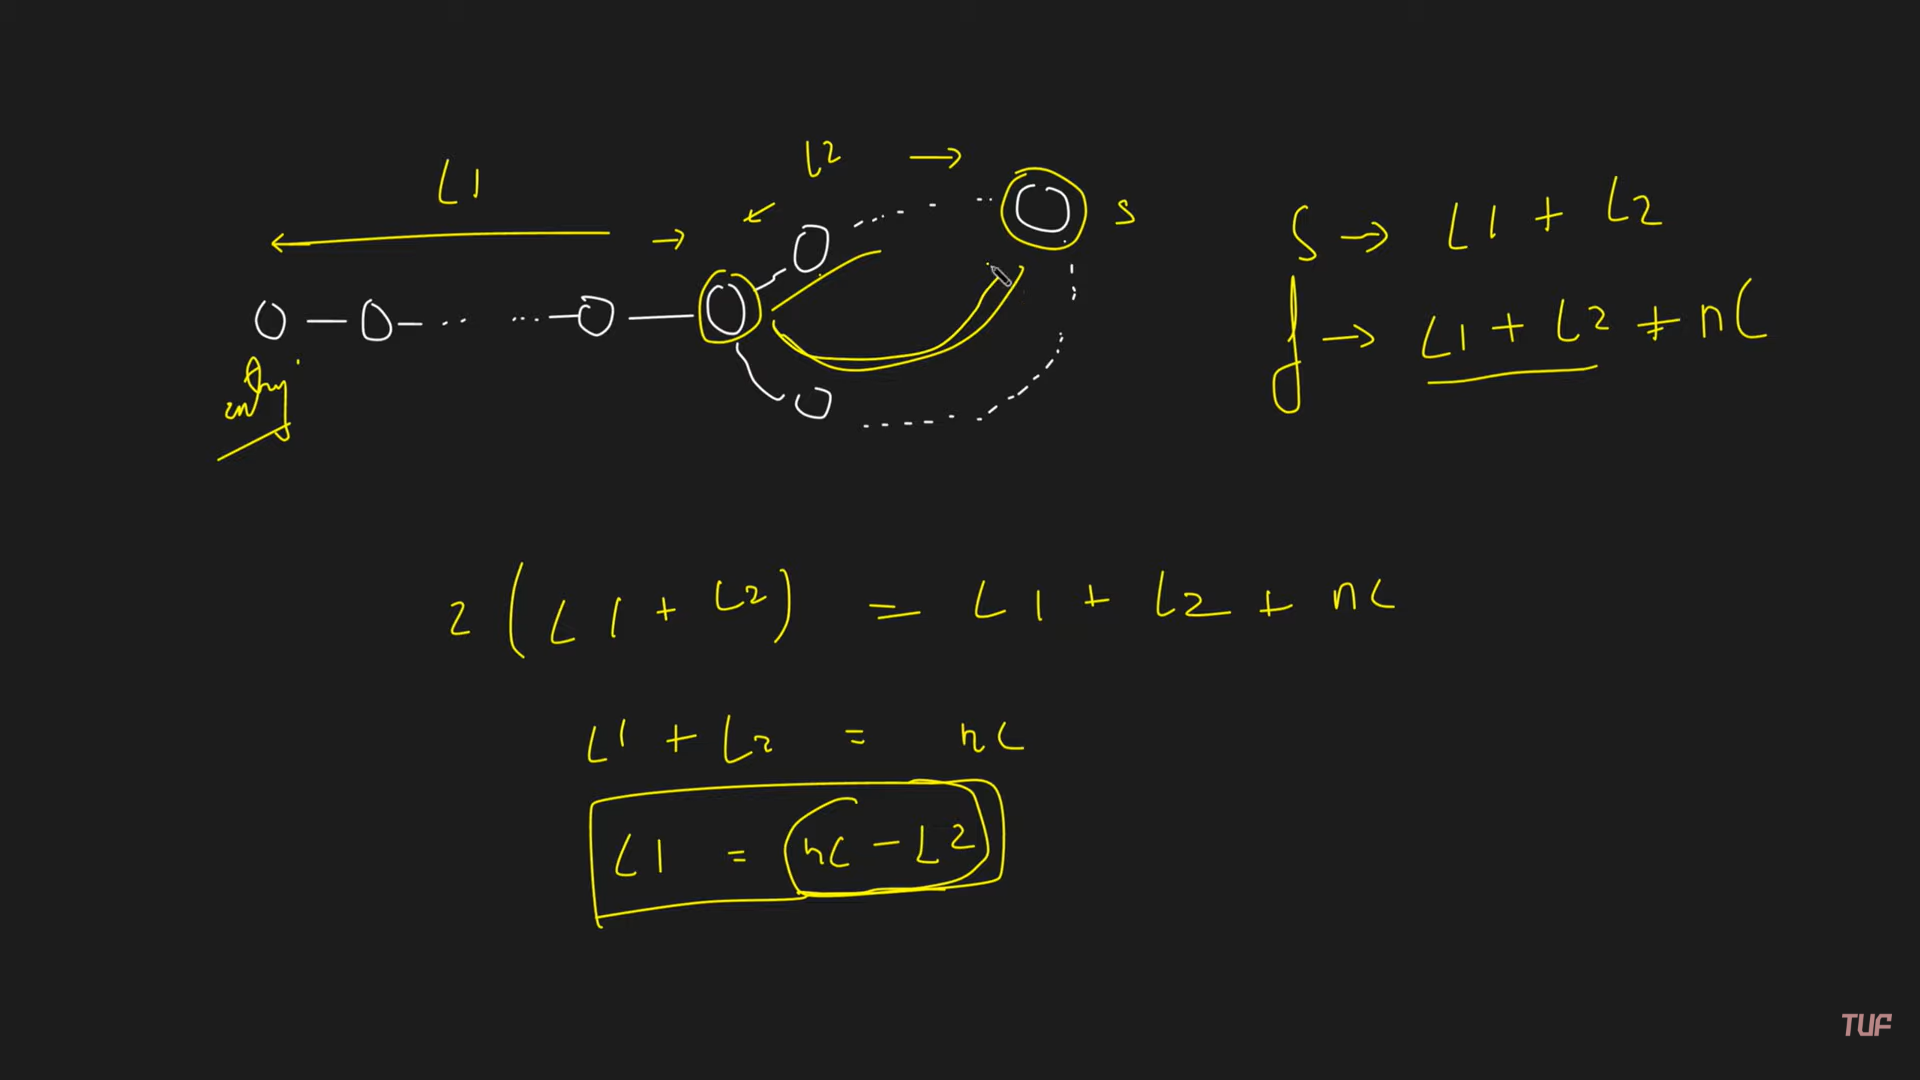 L1
L2
S
S → L1 + L2
f → L1 + L2 + nC
entry
2 (L1 + L2) = L1 + L2 + nC
L1 + L2 = nC
L1 = nC - L2
TUF